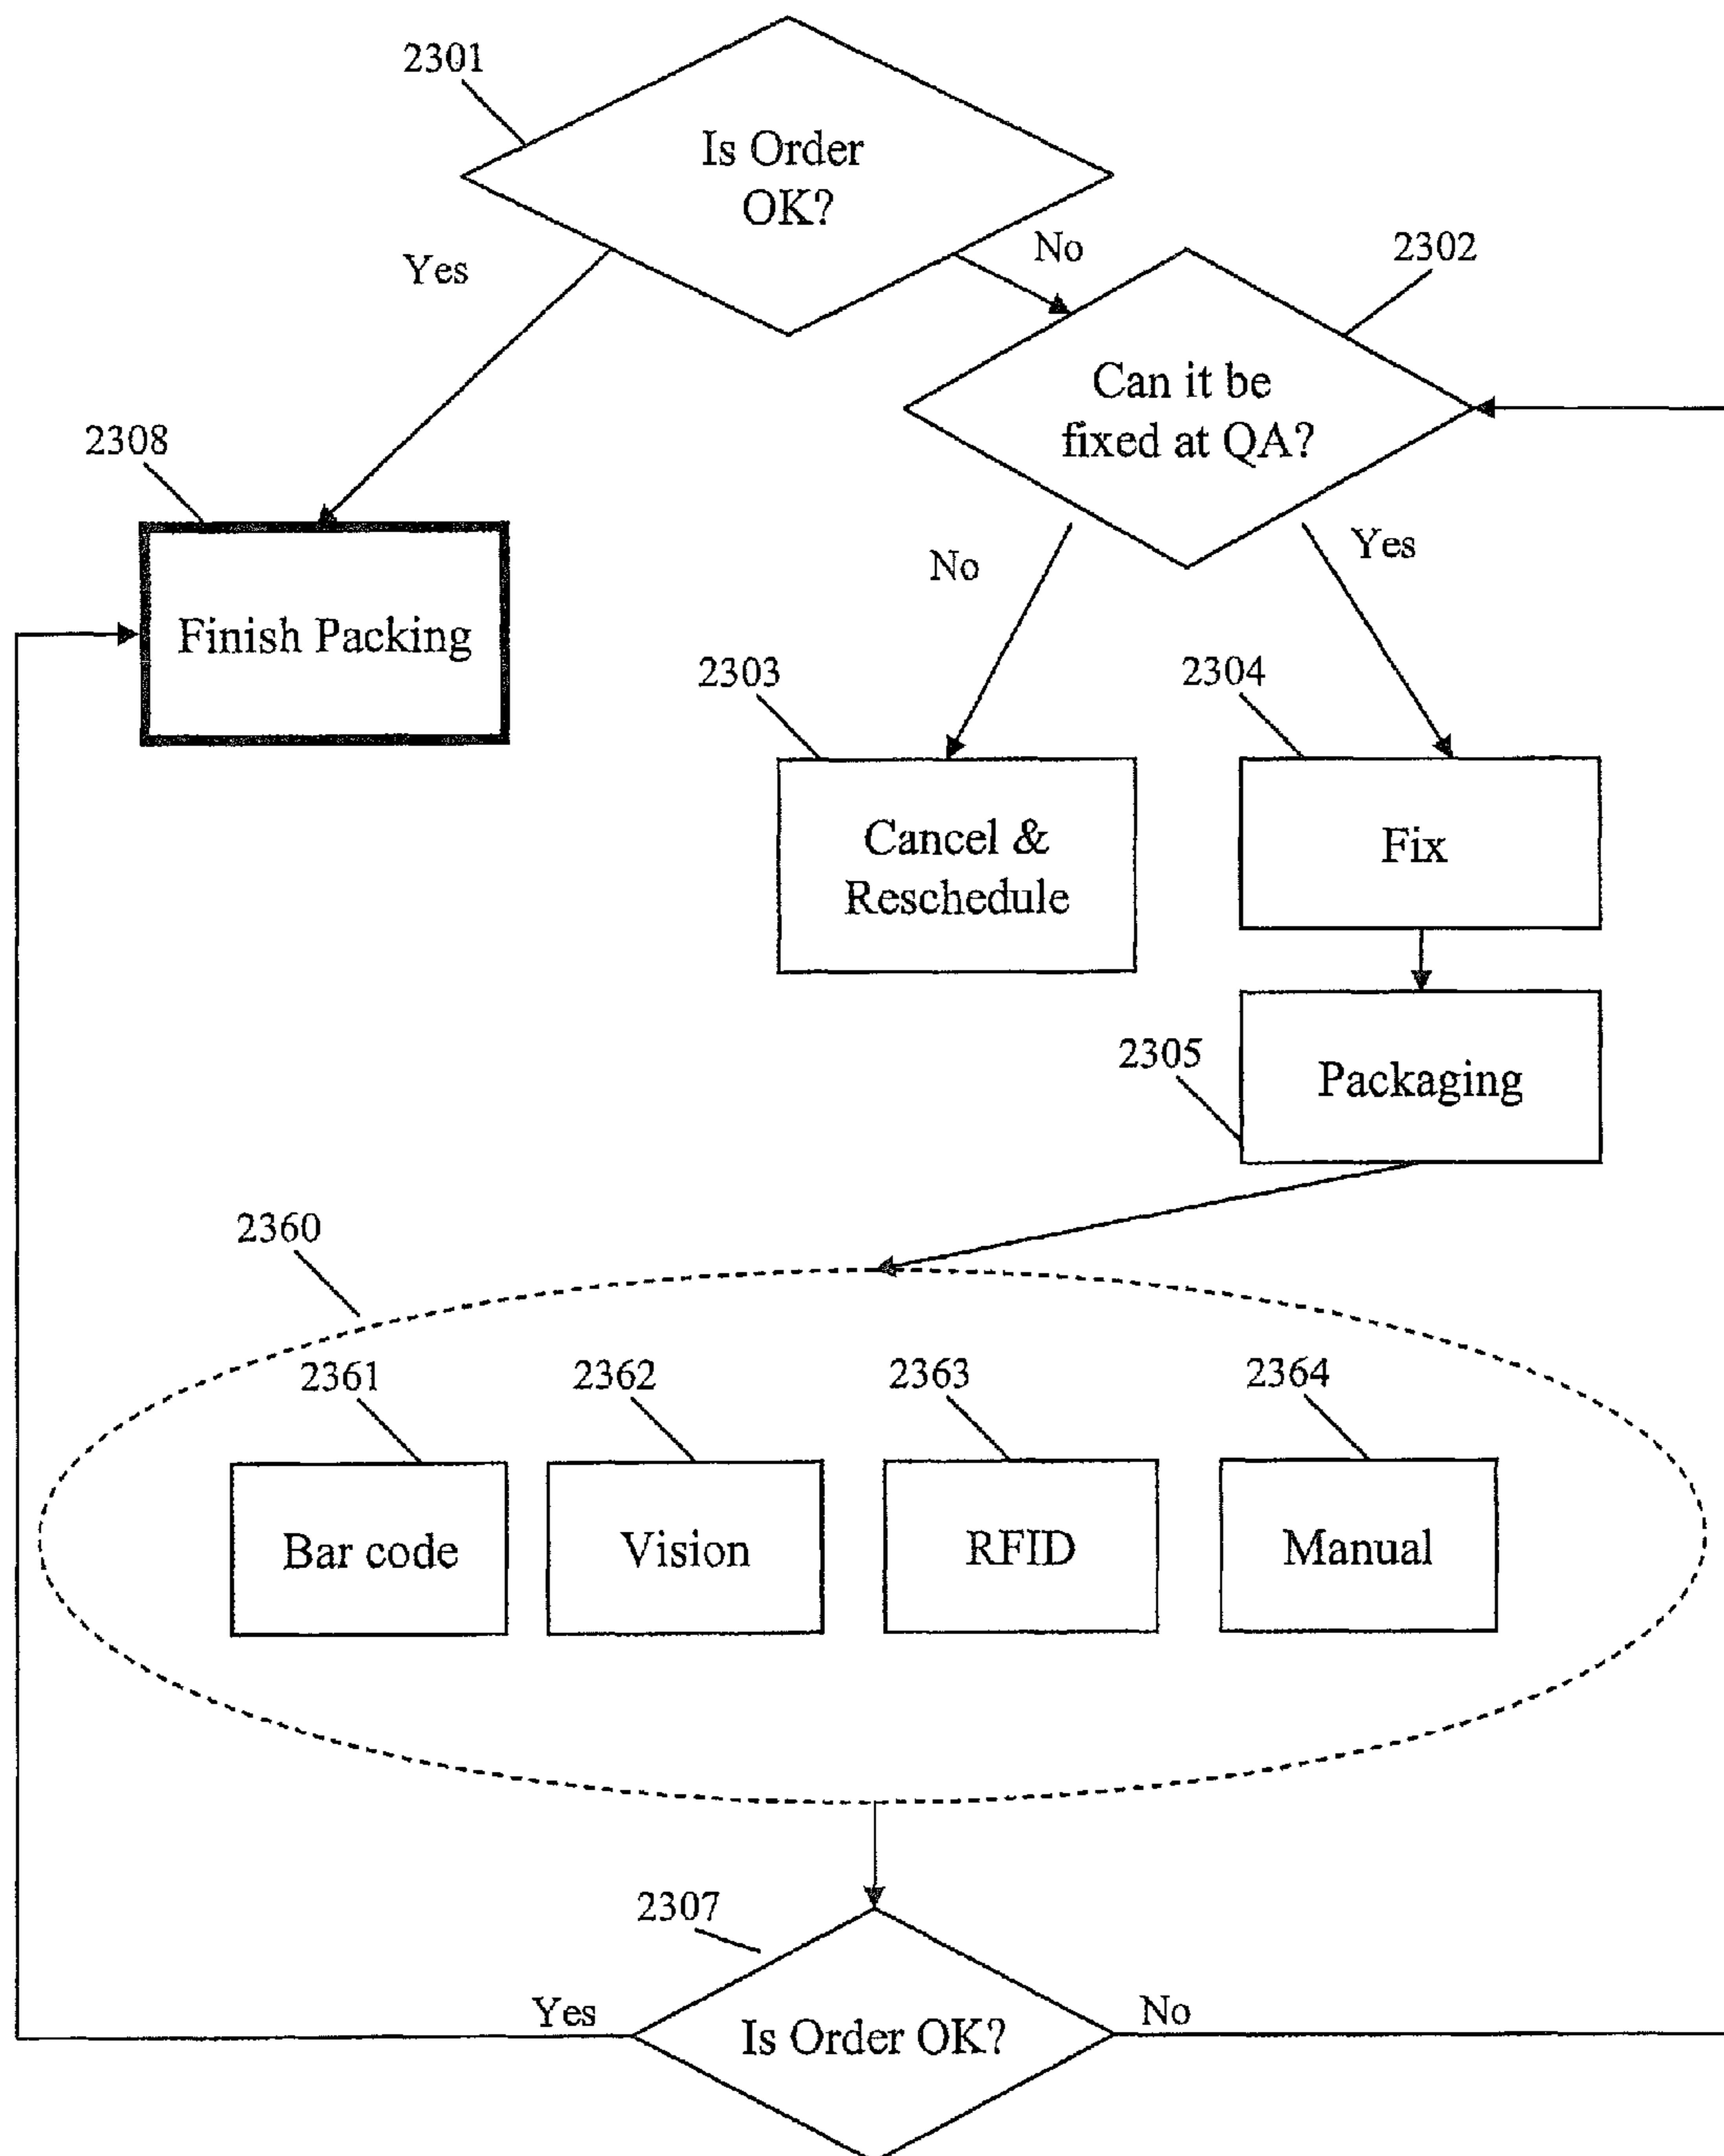 2301
Is Order
OK?
Yes
No
2302
Can it be
fixed at QA?
2308
Finish Packing
No
Yes
2303
2304
Cancel &
Reschedule
Fix
2305
Packaging
2360
2361
2362
2363
2364
Bar code
Vision
RFID
Manual
2307
Yes
Is Order OK?
No